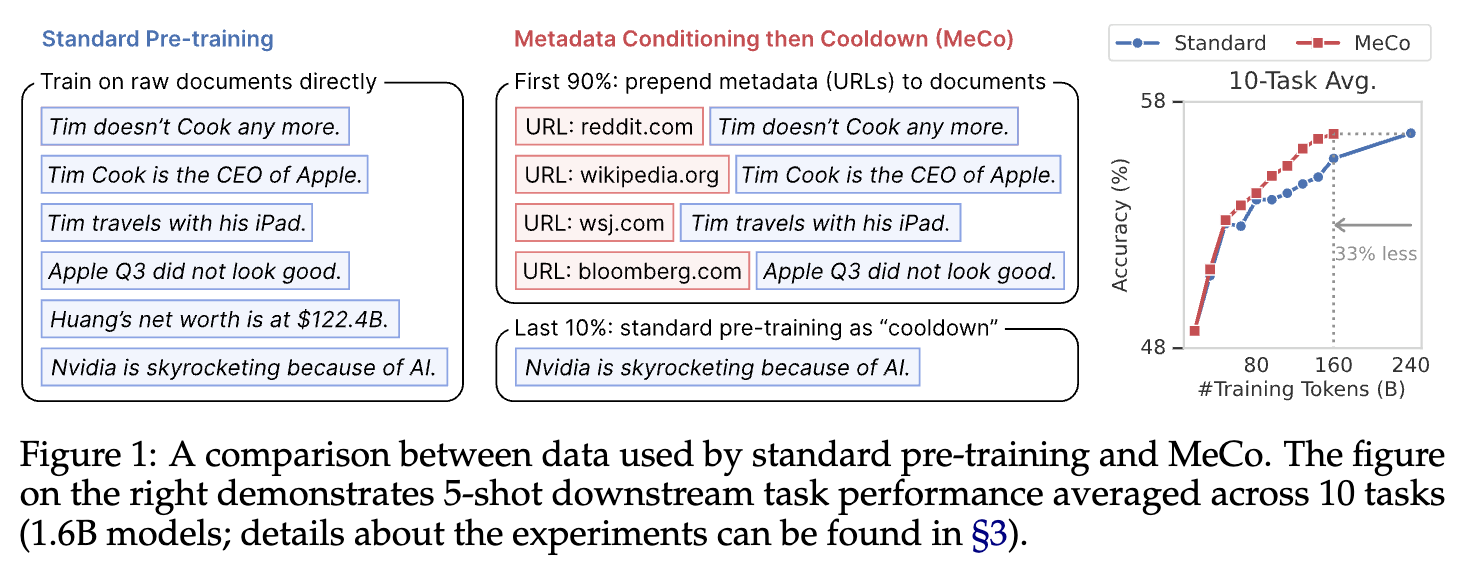 Standard Pre-training
Train on raw documents directly
Tim doesn’t Cook any more.
Tim Cook is the CEO of Apple.
Tim travels with his iPad.
Apple Q3 did not look good.
Huang’s net worth is at $122.4B.
Nvidia is skyrocketing because of AI.
Metadata Conditioning then Cooldown (MeCo)
First 90%: prepend metadata (URLs) to documents
URL: reddit.com Tim doesn’t Cook any more.
URL: wikipedia.org Tim Cook is the CEO of Apple.
URL: wsj.com Tim travels with his iPad.
URL: bloomberg.com Apple Q3 did not look good.
Last 10%: standard pre-training as “cooldown”
Nvidia is skyrocketing because of AI.
Standard MeCo
10-Task Avg.
58
Accuracy (%)
33% less
48
80 160 240
#Training Tokens (B)
Figure 1: A comparison between data used by standard pre-training and MeCo. The figure
on the right demonstrates 5-shot downstream task performance averaged across 10 tasks
(1.6B models; details about the experiments can be found in §3).